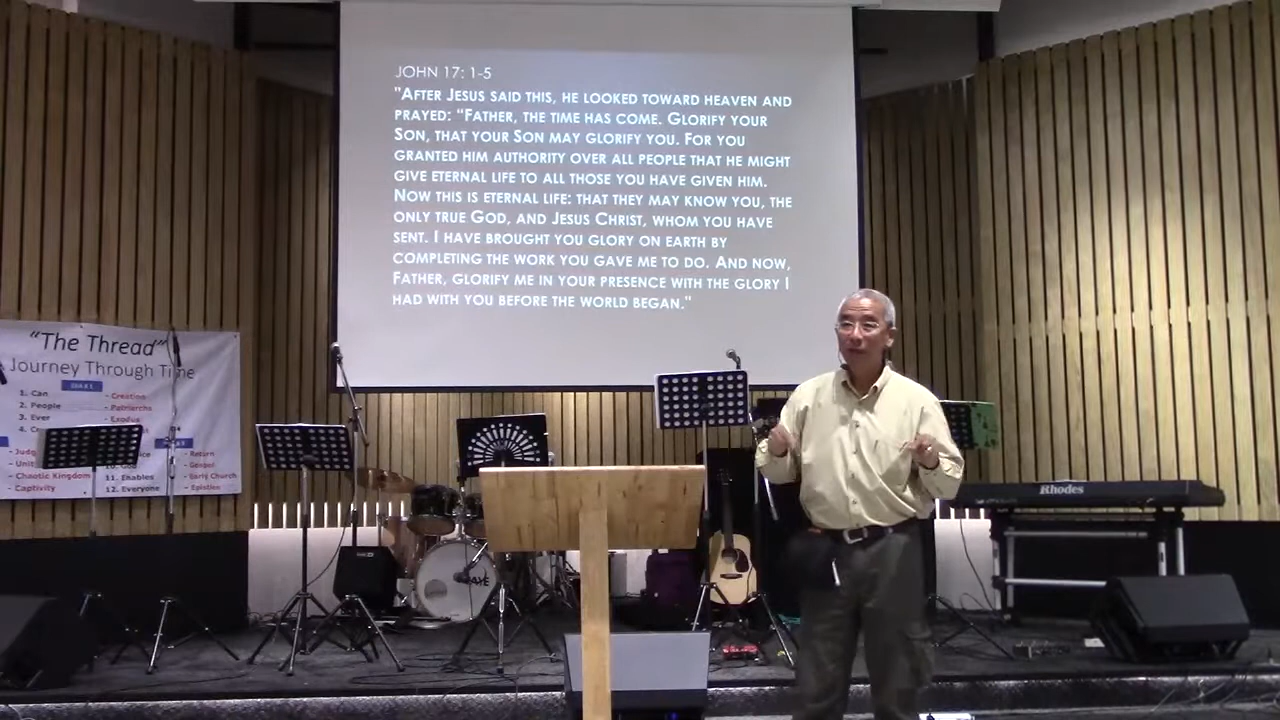 JOHN 17: 1-5
"AFTER JESUS SAID THIS, HE LOOKED TOWARD HEAVEN AND
PRAYED: "FATHER, THE TIME HAS COME. GLORIFY YOUR
SON, THAT YOUR SON MAY GLORIFY YOU. FOR YOU
GRANTED HIM AUTHORITY OVER ALL PEOPLE THAT HE MIGHT
GIVE ETERNAL LIFE TO ALL THOSE YOU HAVE GIVEN HIM.
NOW THIS IS ETERNAL LIFE: THAT THEY MAY KNOW YOU, THE
ONLY TRUE GOD, AND JESUS CHRIST, WHOM YOU HAVE
SENT. I HAVE BROUGHT YOU GLORY ON EARTH BY
COMPLETING THE WORK YOU GAVE ME TO DO. AND NOW,
FATHER, GLORIFY ME IN YOUR PRESENCE WITH THE GLORY I
HAD WITH YOU BEFORE THE WORLD BEGAN."
"The Thread"
Journey Through Time
1. Can - Creation
2. People - Patriarchs
3. Ever - Exodus
4.
- Return
- Gospel
- Chaotic Kingdom 11. Enables - Early Church
- Captivity 12. Everyone - Epistles
Rhodes